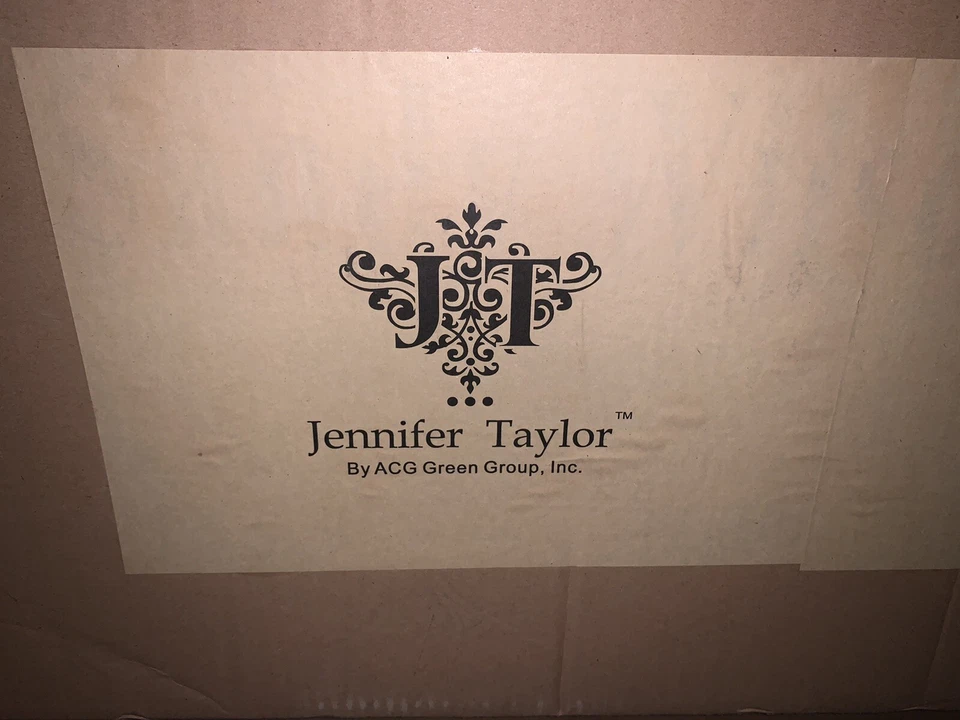 JT
Jennifer Taylor™
By ACG Green Group, Inc.